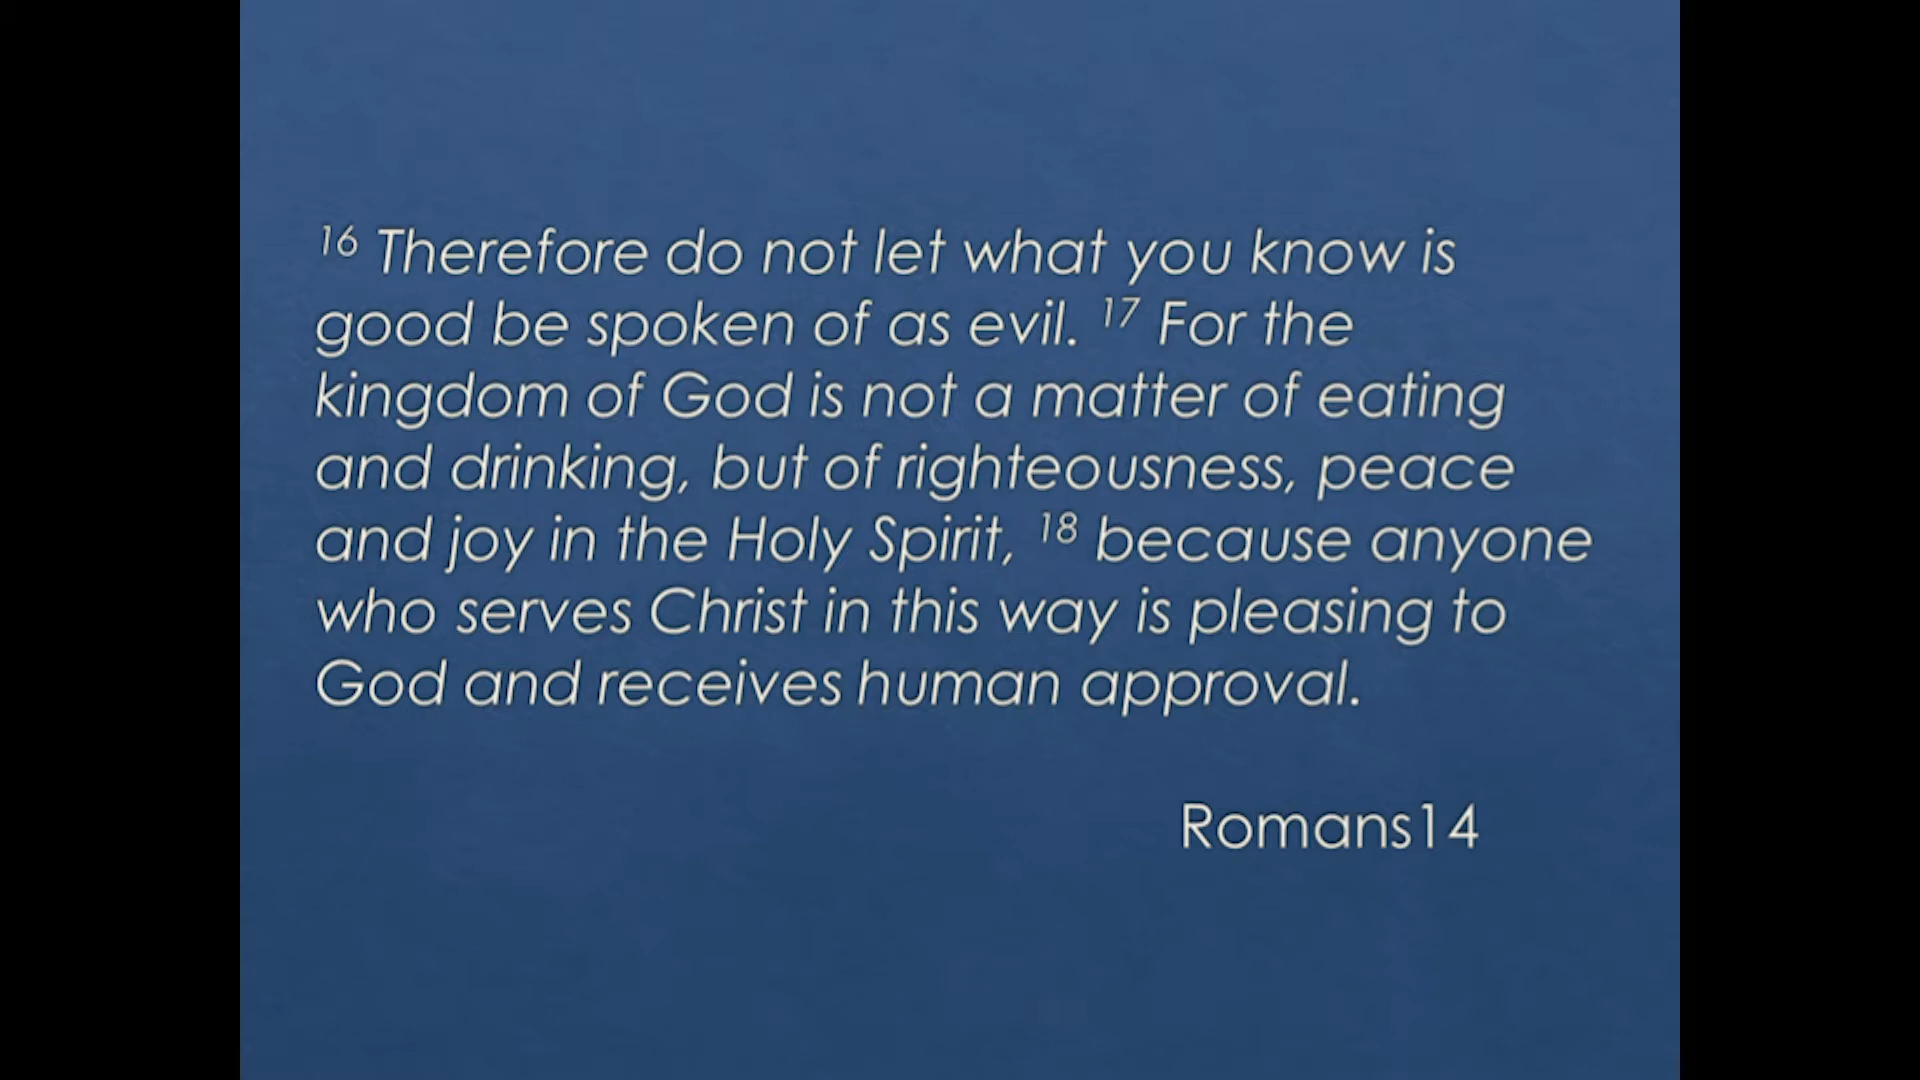 16 Therefore do not let what you know is
good be spoken of as evil. 17 For the
kingdom of God is not a matter of eating
and drinking, but of righteousness, peace
and joy in the Holy Spirit, 18 because anyone
who serves Christ in this way is pleasing to
God and receives human approval.
Romans14